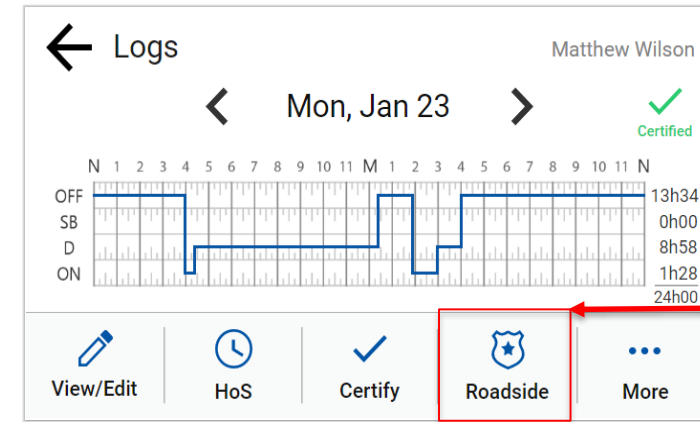 Logs
Matthew Wilson
Mon, Jan 23
Certified
N 1 2 3 4 5 6 7 8 9 10 11 M 1 2 3 4 5 6 7 8 9 10 11 N
OFF 13h34
SB 0h00
D 8h58
ON 1h28
24h00
View/Edit HoS Certify Roadside More